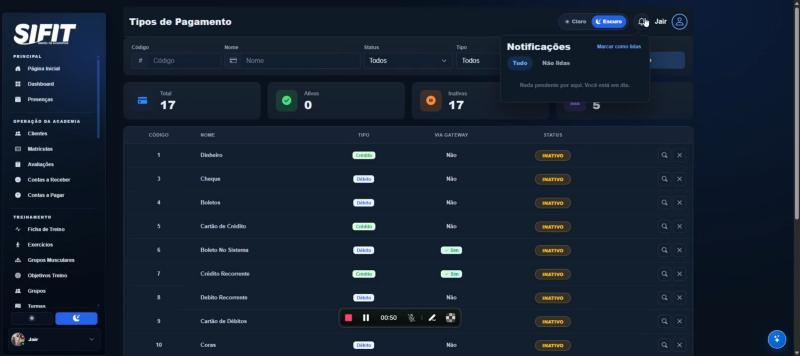 SIFIT
PRINCIPAL
Página Inicial
Dashboard
Presenças
OPERAÇÃO DA ACADEMIA
Clientes
Matrículas
Avaliações
Contas a Receber
Contas a Pagar
TREINAMENTO
Ficha de Treino
Exercícios
Grupos Musculares
Objetivos Treino
Grupos
Turmas
Jair
Tipos de Pagamento
Claro
Escuro
Jair
Código
Nome
Status
Tipo
# Código
Nome
Todos
Todos
Notificações
Marcar como lidas
Tudo
Não lidas
Nada pendente por aqui. Você está em dia.
Total
17
Ativos
0
Inativos
17
5
CÓDIGO NOME TIPO VIA GATEWAY STATUS
1 Dinheiro Crédito Não INATIVO
3 Cheque Débito Não INATIVO
4 Boletos Débito Não INATIVO
5 Cartão de Crédito Crédito Não INATIVO
6 Boleto No Sistema Débito Sim INATIVO
7 Crédito Recorrente Crédito Sim INATIVO
8 Debito Recorrente Débito Não INATIVO
9 Cartão de Débitos Não INATIVO
10 Coras Débito Não INATIVO
00:50